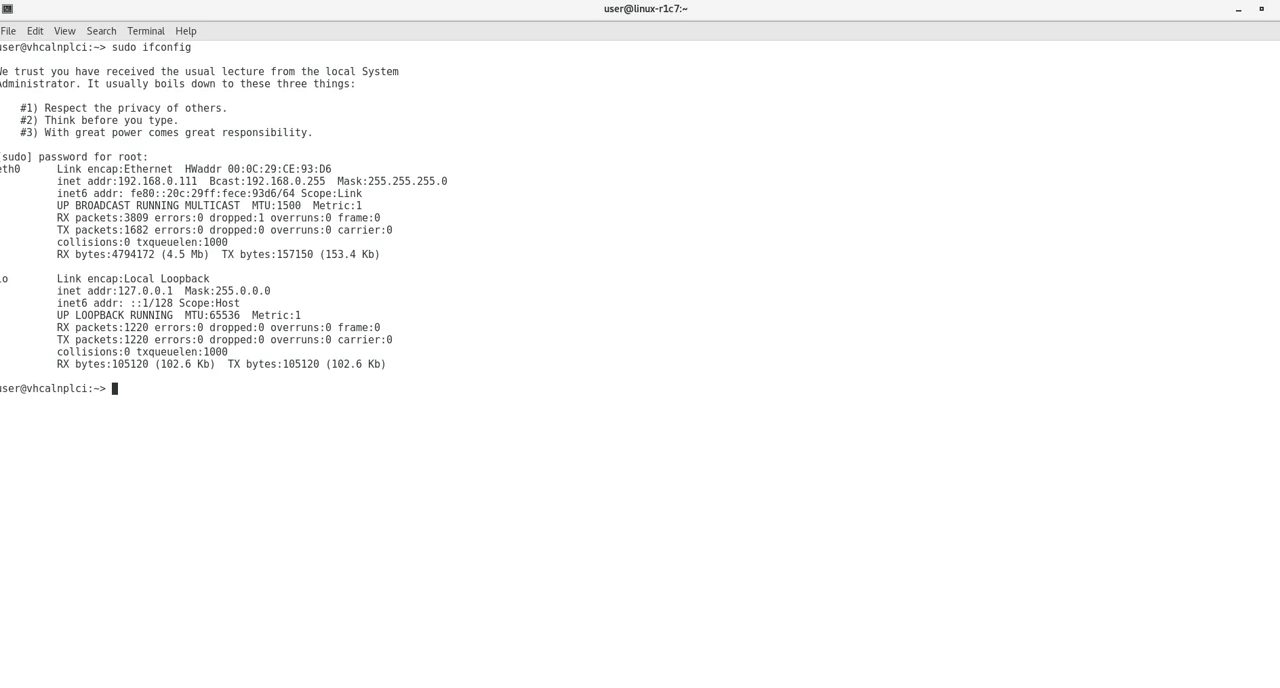 user@linux-r1c7:~
File Edit View Search Terminal Help
user@vhcalnplci:~> sudo ifconfig
We trust you have received the usual lecture from the local System
Administrator. It usually boils down to these three things:
#1) Respect the privacy of others.
#2) Think before you type.
#3) With great power comes great responsibility.
[sudo] password for root:
eth0      Link encap:Ethernet  HWaddr 00:0C:29:CE:93:D6
inet addr:192.168.0.111  Bcast:192.168.0.255  Mask:255.255.255.0
inet6 addr: fe80::20c:29ff:fece:93d6/64 Scope:Link
UP BROADCAST RUNNING MULTICAST  MTU:1500  Metric:1
RX packets:3809 errors:0 dropped:1 overruns:0 frame:0
TX packets:1682 errors:0 dropped:0 overruns:0 carrier:0
collisions:0 txqueuelen:1000
RX bytes:4794172 (4.5 Mb)  TX bytes:157150 (153.4 Kb)
lo        Link encap:Local Loopback
inet addr:127.0.0.1  Mask:255.0.0.0
inet6 addr: ::1/128 Scope:Host
UP LOOPBACK RUNNING  MTU:65536  Metric:1
RX packets:1220 errors:0 dropped:0 overruns:0 frame:0
TX packets:1220 errors:0 dropped:0 overruns:0 carrier:0
collisions:0 txqueuelen:1000
RX bytes:105120 (102.6 Kb)  TX bytes:105120 (102.6 Kb)
user@vhcalnplci:~>